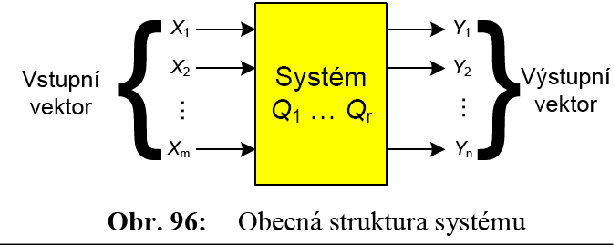 X1
Y1
Vstupní
vektor
X2
Systém
Y2
Výstupní
vektor
⋮
Q1 … Qr
⋮
Xm
Yn
Obr. 96: Obecná struktura systému